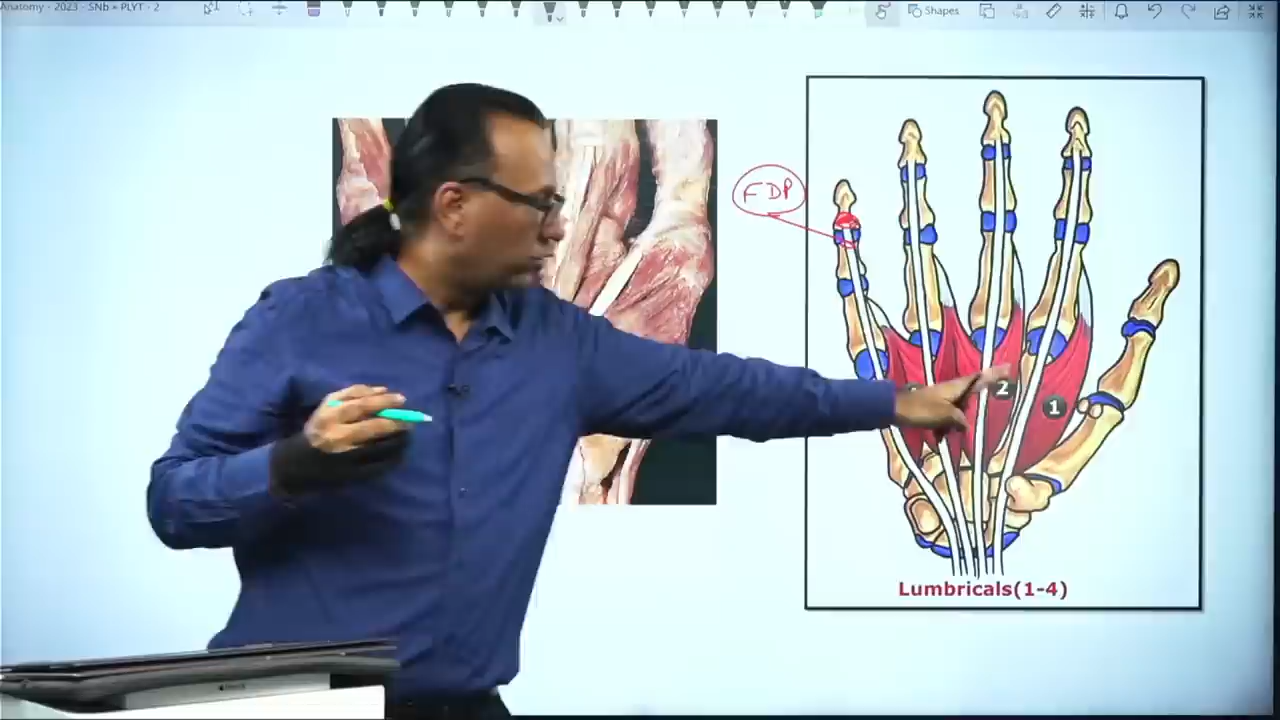 Anatomy - 2023 - SNb × PLYT - 2
Shapes
FDP
2
1
Lumbricals(1-4)